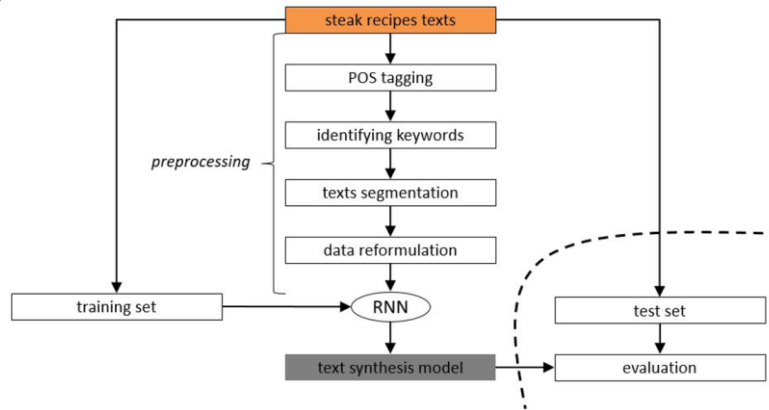 steak recipes texts
POS tagging
identifying keywords
preprocessing
texts segmentation
data reformulation
training set
RNN
test set
text synthesis model
evaluation